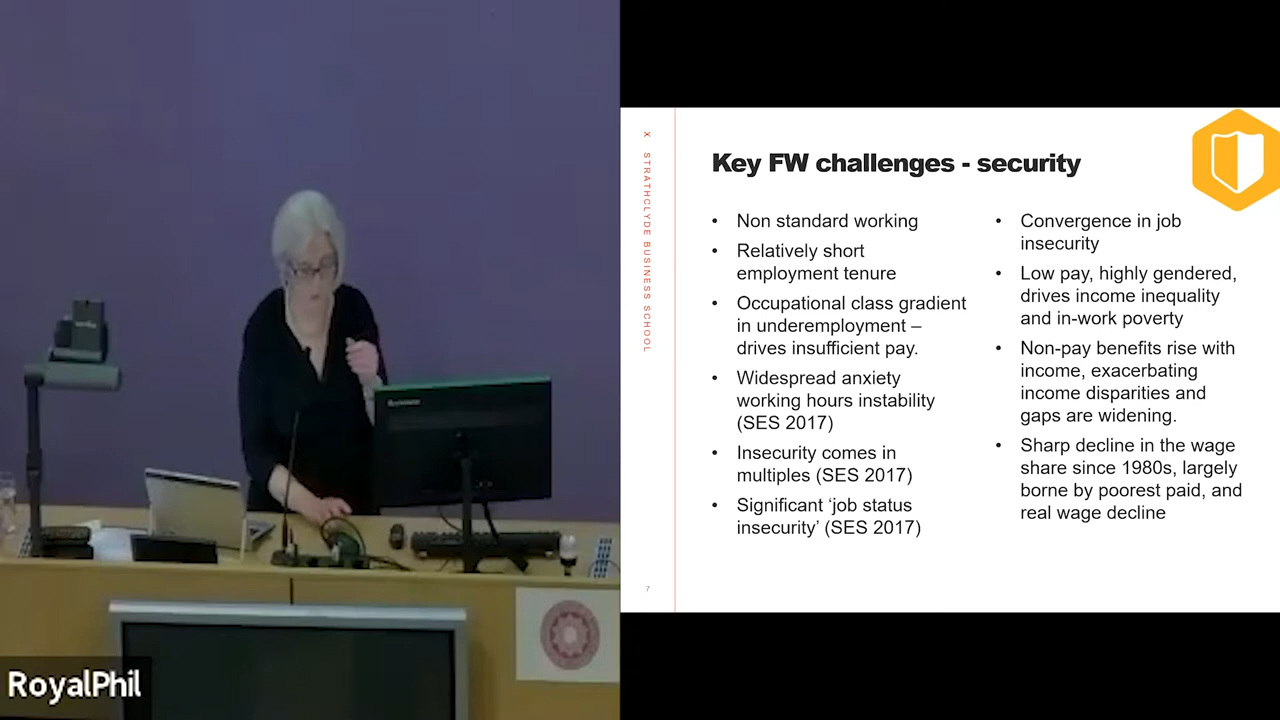 Key FW challenges - security
X STRATHCLYDE BUSINESS SCHOOL
• Non standard working
• Relatively short
employment tenure
• Occupational class gradient
in underemployment –
drives insufficient pay.
• Widespread anxiety
working hours instability
(SES 2017)
• Insecurity comes in
multiples (SES 2017)
• Significant ‘job status
insecurity’ (SES 2017)
• Convergence in job
insecurity
• Low pay, highly gendered,
drives income inequality
and in-work poverty
• Non-pay benefits rise with
income, exacerbating
income disparities and
gaps are widening.
• Sharp decline in the wage
share since 1980s, largely
borne by poorest paid, and
real wage decline
7
RoyalPhil